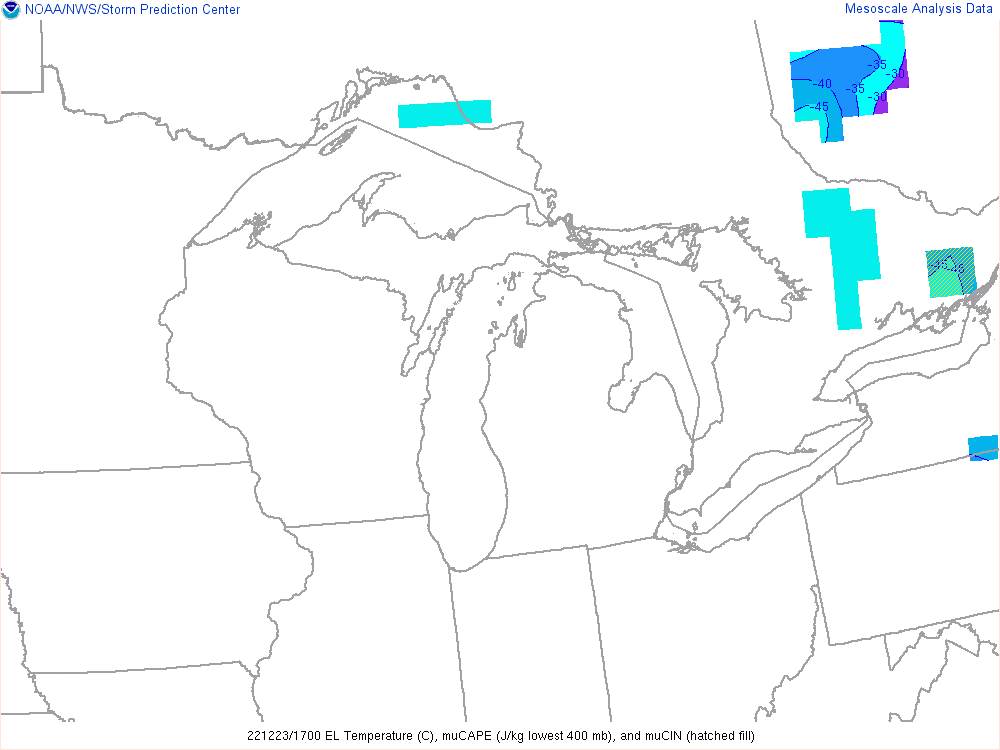 NOAA/NWS/Storm Prediction Center
Mesoscale Analysis Data
-35
-30
-40
-35
-30
-45
-45
-45
221223/1700 EL Temperature (C), muCAPE (J/kg lowest 400 mb), and muCIN (hatched fill)